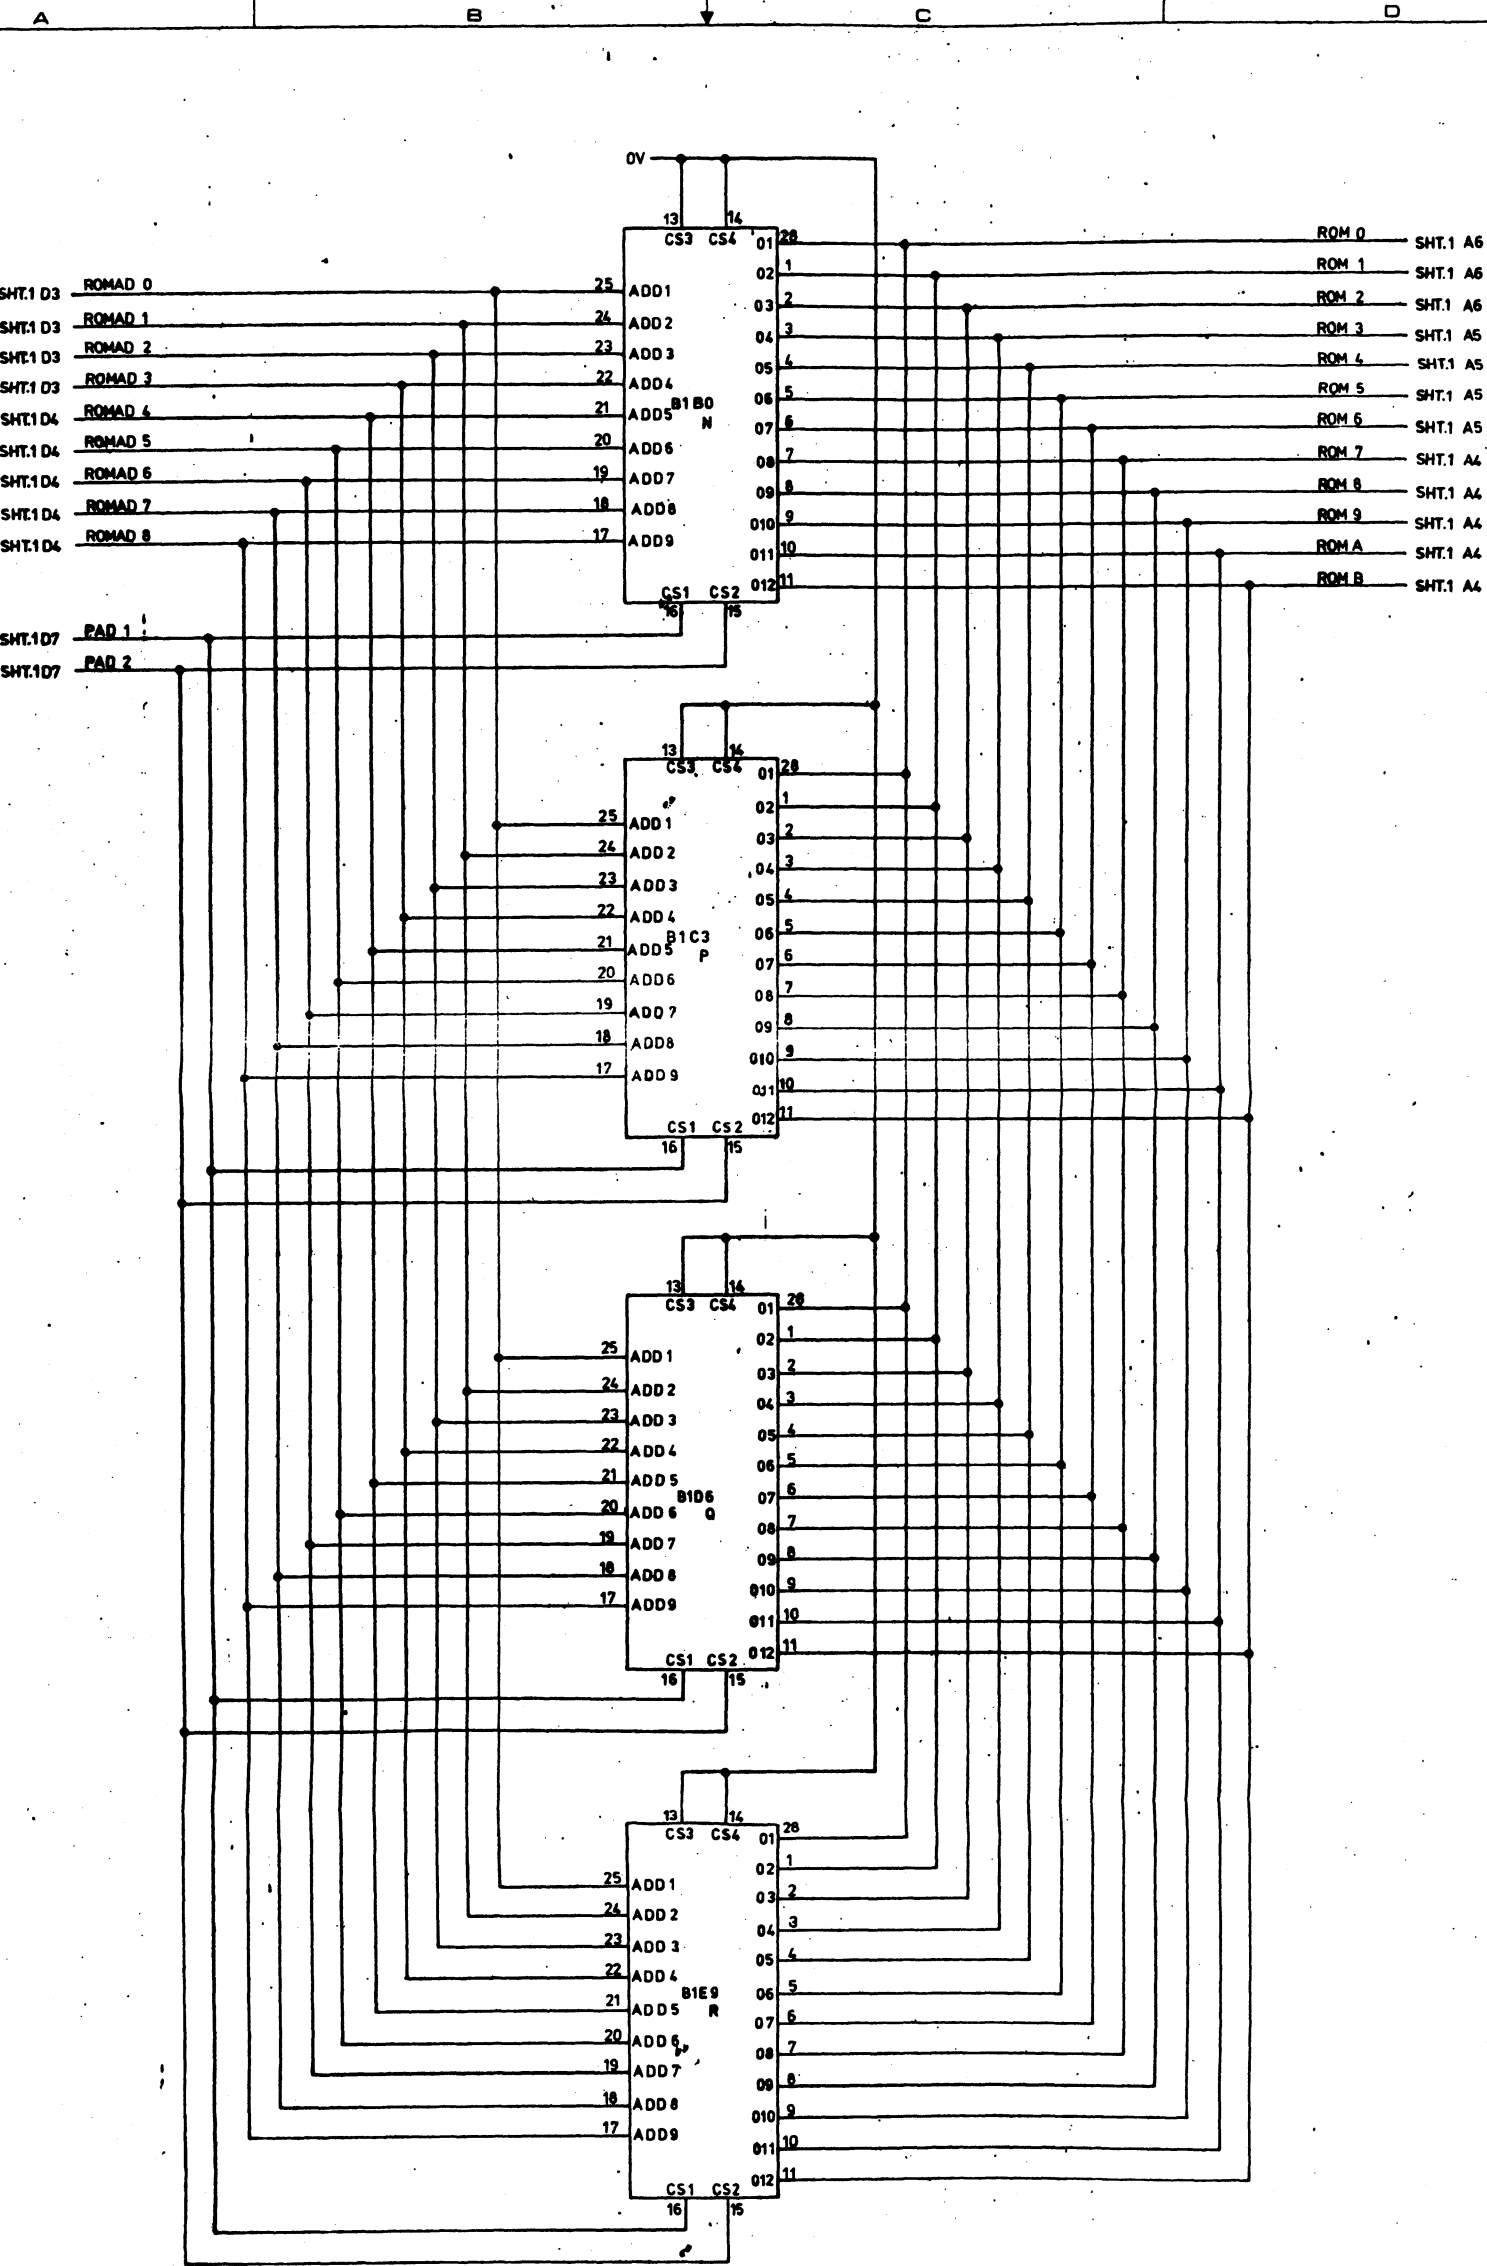 A B C D
0V
13 14
CS3 CS4
SHT.1 D3 ROMAD 0 25 ADD1
SHT.1 D3 ROMAD 1 24 ADD2
SHT.1 D3 ROMAD 2 23 ADD3
SHT.1 D3 ROMAD 3 22 ADD4
SHT.1 D4 ROMAD 4 21 ADD5
SHT.1 D4 ROMAD 5 20 ADD6
SHT.1 D4 ROMAD 6 19 ADD7
SHT.1 D4 ROMAD 7 18 ADD8
SHT.1 D4 ROMAD 8 17 ADD9
B1B0
N
01 28 ROM 0 SHT.1 A6
02 1 ROM 1 SHT.1 A6
03 2 ROM 2 SHT.1 A6
04 3 ROM 3 SHT.1 A5
05 4 ROM 4 SHT.1 A5
06 5 ROM 5 SHT.1 A5
07 6 ROM 6 SHT.1 A5
08 7 ROM 7 SHT.1 A4
09 8 ROM 8 SHT.1 A4
010 9 ROM 9 SHT.1 A4
011 10 ROM A SHT.1 A4
012 11 ROM B SHT.1 A4
CS1 CS2
16 15
SHT.1 D7 PAD 1
SHT.1 D7 PAD 2
13 14
CS3 CS4
25 ADD1
24 ADD2
23 ADD3
22 ADD4
21 ADD5
20 ADD6
19 ADD7
18 ADD8
17 ADD9
B1C3
P
01 28
02 1
03 2
04 3
05 4
06 5
07 6
08 7
09 8
010 9
011 10
012 11
CS1 CS2
16 15
13 14
CS3 CS4
25 ADD1
24 ADD2
23 ADD3
22 ADD4
21 ADD5
20 ADD6
19 ADD7
18 ADD8
17 ADD9
B1D6
Q
01 28
02 1
03 2
04 3
05 4
06 5
07 6
08 7
09 8
010 9
011 10
012 11
CS1 CS2
16 15
13 14
CS3 CS4
25 ADD1
24 ADD2
23 ADD3
22 ADD4
21 ADD5
20 ADD6
19 ADD7
18 ADD8
17 ADD9
B1E9
R
01 28
02 1
03 2
04 3
05 4
06 5
07 6
08 7
09 8
010 9
011 10
012 11
CS1 CS2
16 15